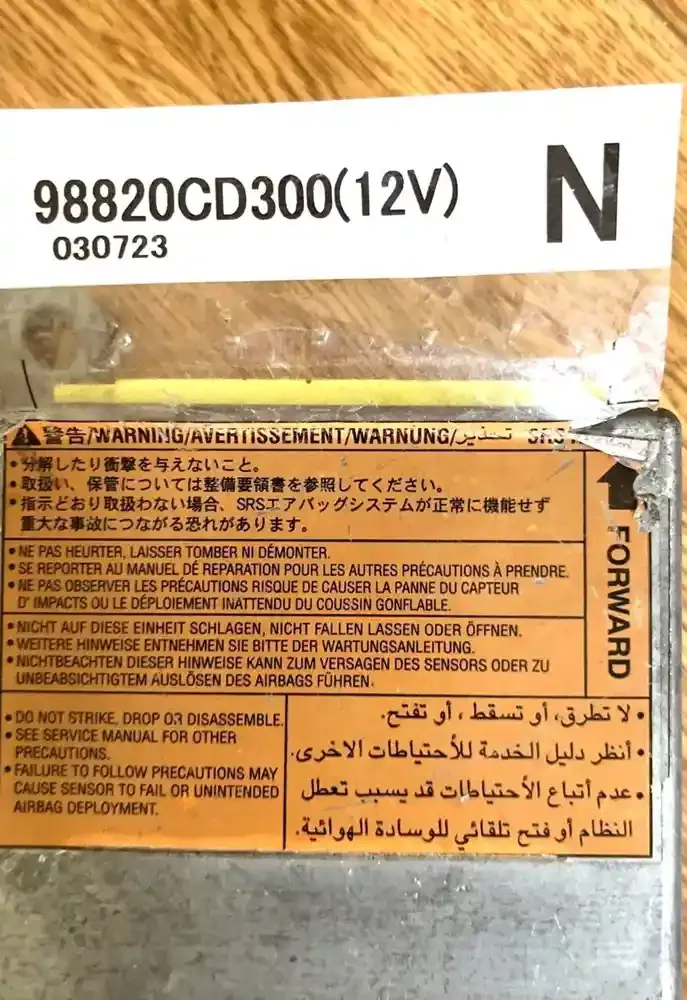 98820CD300(12V)
N
030723
警告/WARNING/AVERTISSEMENT/WARNUNG/تحذير SRS
• 分解したり衝撃を与えないこと。
• 取扱い、保管については整備要領書を参照してください。
• 指示どおり取扱わない場合、SRSエアバッグシステムが正常に機能せず
重大な事故につながる恐れがあります。
FORWARD
• NE PAS HEURTER, LAISSER TOMBER NI DÉMONTER.
• SE REPORTER AU MANUEL DÉ REPARATION POUR LES AUTRES PRÉCAUTIONS À PRENDRE.
• NE PAS OBSERVER LES PRÉCAUTIONS RISQUE DE CAUSER LA PANNE DU CAPTEUR
D' IMPACTS OU LE DÉPLOIEMENT INATTENDU DU COUSSIN GONFLABLE.
• NICHT AUF DIESE EINHEIT SCHLAGEN, NICHT FALLEN LASSEN ODER ÖFFNEN.
• WEITERE HINWEISE ENTNEHMEN SIE BITTE DER WARTUNGSANLEITUNG.
• NICHTBEACHTEN DIESER HINWEISE KANN ZUM VERSAGEN DES SENSORS ODER ZU
UNBEABSICHTIGTEM AUSLÖSEN DES AIRBAGS FÜHREN.
• DO NOT STRIKE, DROP OR DISASSEMBLE.
• SEE SERVICE MANUAL FOR OTHER
PRECAUTIONS.
• FAILURE TO FOLLOW PRECAUTIONS MAY
CAUSE SENSOR TO FAIL OR UNINTENDED
AIRBAG DEPLOYMENT.
• لا تطرق، أو تسقط ، أو تفتح.
• أنظر دليل الخدمة للأحتياطات الاخرى.
• عدم أتباع الأحتياطات قد يسبب تعطل
النظام أو فتح تلقائي للوسادة الهوائية.